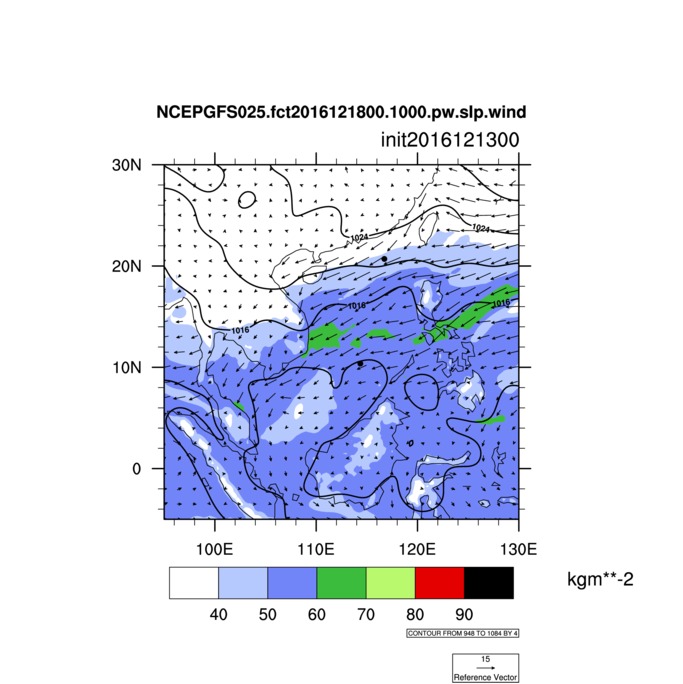 NCEPGFS025.fct2016121800.1000.pw.slp.wind
init2016121300
30N
1024
1024
20N
1016
1016
1016
10N
0
100E 110E 120E 130E
kgm**-2
40 50 60 70 80 90
CONTOUR FROM 948 TO 1084 BY 4
15
Reference Vector